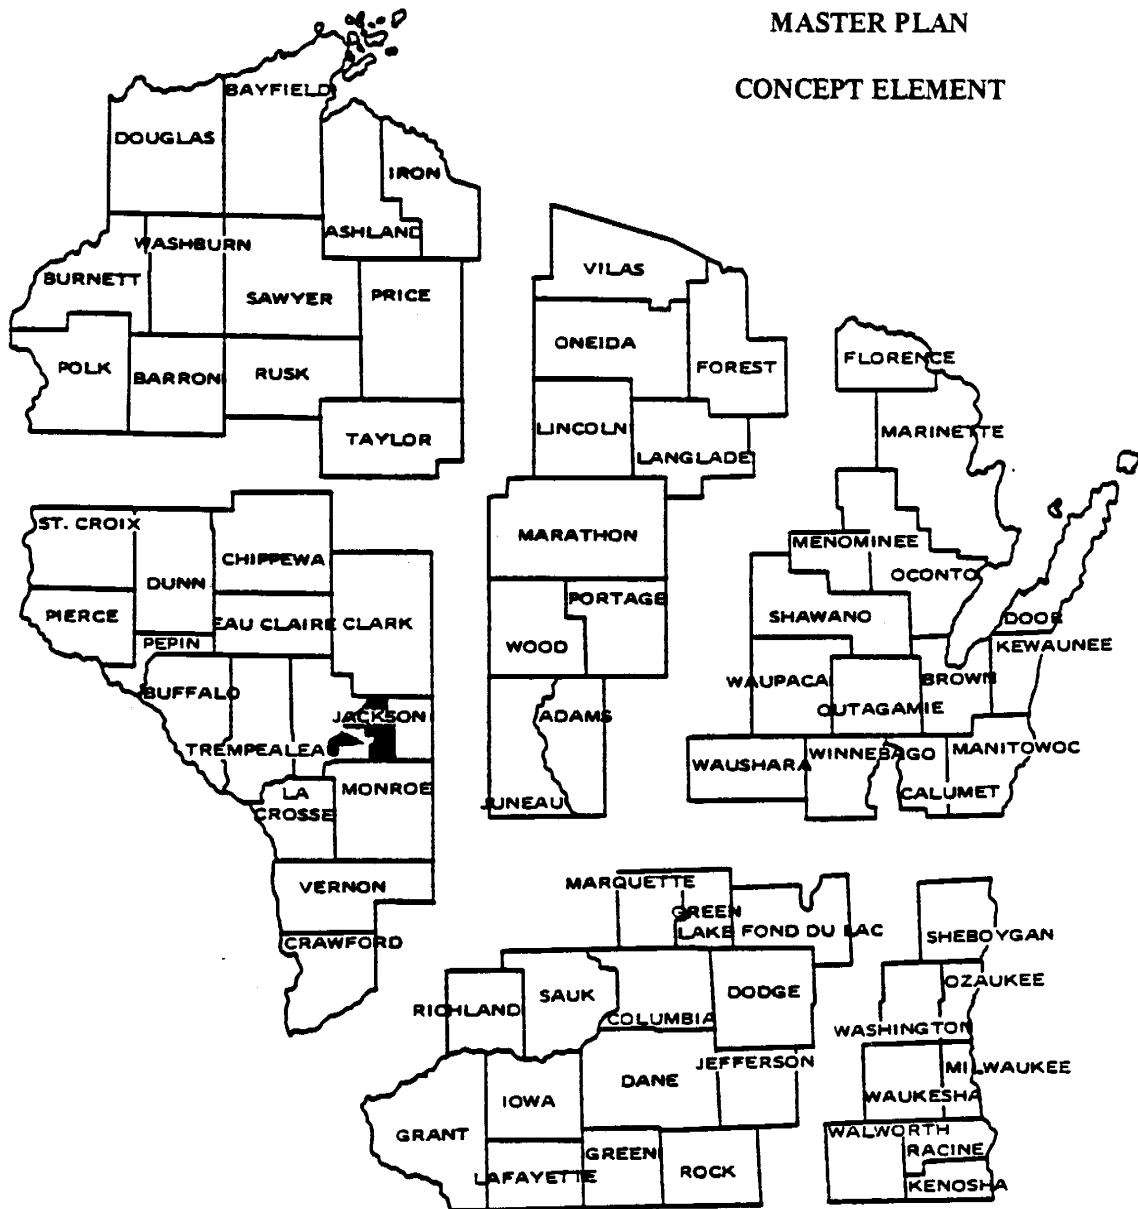 MASTER PLAN
CONCEPT ELEMENT
BAYFIELD
DOUGLAS
IRON
ASHLAND
WASHBURN
BURNETT
SAWYER
PRICE
POLK
BARRON
RUSK
TAYLOR
VILAS
ONEIDA
FOREST
LINCOLN
LANGLADE
MARATHON
PORTAGE
WOOD
ADAMS
JUNEAU
FLORENCE
MARINETTE
MENOMINEE
OCONTO
SHAWANO
DOOR
KEWAUNEE
WAUPACA
BROWN
OUTAGAMIE
WAUSHARA
WINNEBAGO
MANITOWOC
CALUMET
ST. CROIX
CHIPPEWA
DUNN
PIERCE
EAU CLAIRE
CLARK
PEPIN
BUFFALO
JACKSON
TREMPEALEA
LA
CROSSE
MONROE
VERNON
CRAWFORD
MARQUETTE
GREEN
LAKE
FOND DU LAC
SAUK
DODGE
RICHLAND
COLUMBIA
JEFFERSON
DANE
IOWA
GRANT
GREEN
LAFAYETTE
ROCK
SHEBOYGAN
OZAUKEE
WASHINGTON
MILWAUKEE
WAUKESHA
WALWORTH
RACINE
KENOSHA